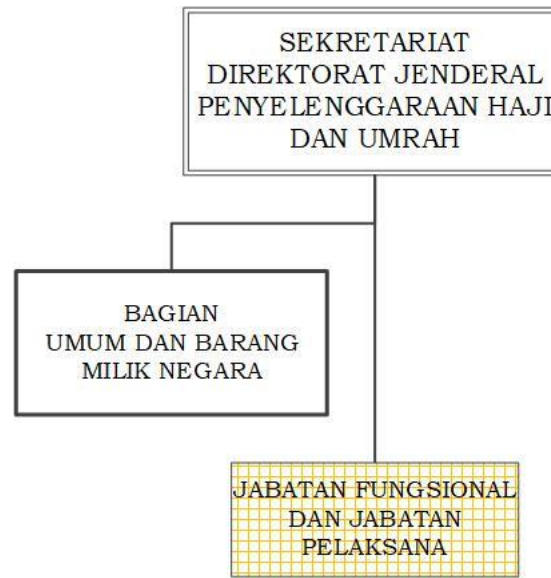 SEKRETARIAT
DIREKTORAT JENDERAL
PENYELENGGARAAN HAJI
DAN UMRAH
BAGIAN
UMUM DAN BARANG
MILIK NEGARA
JABATAN FUNGSIONAL
DAN JABATAN
PELAKSANA